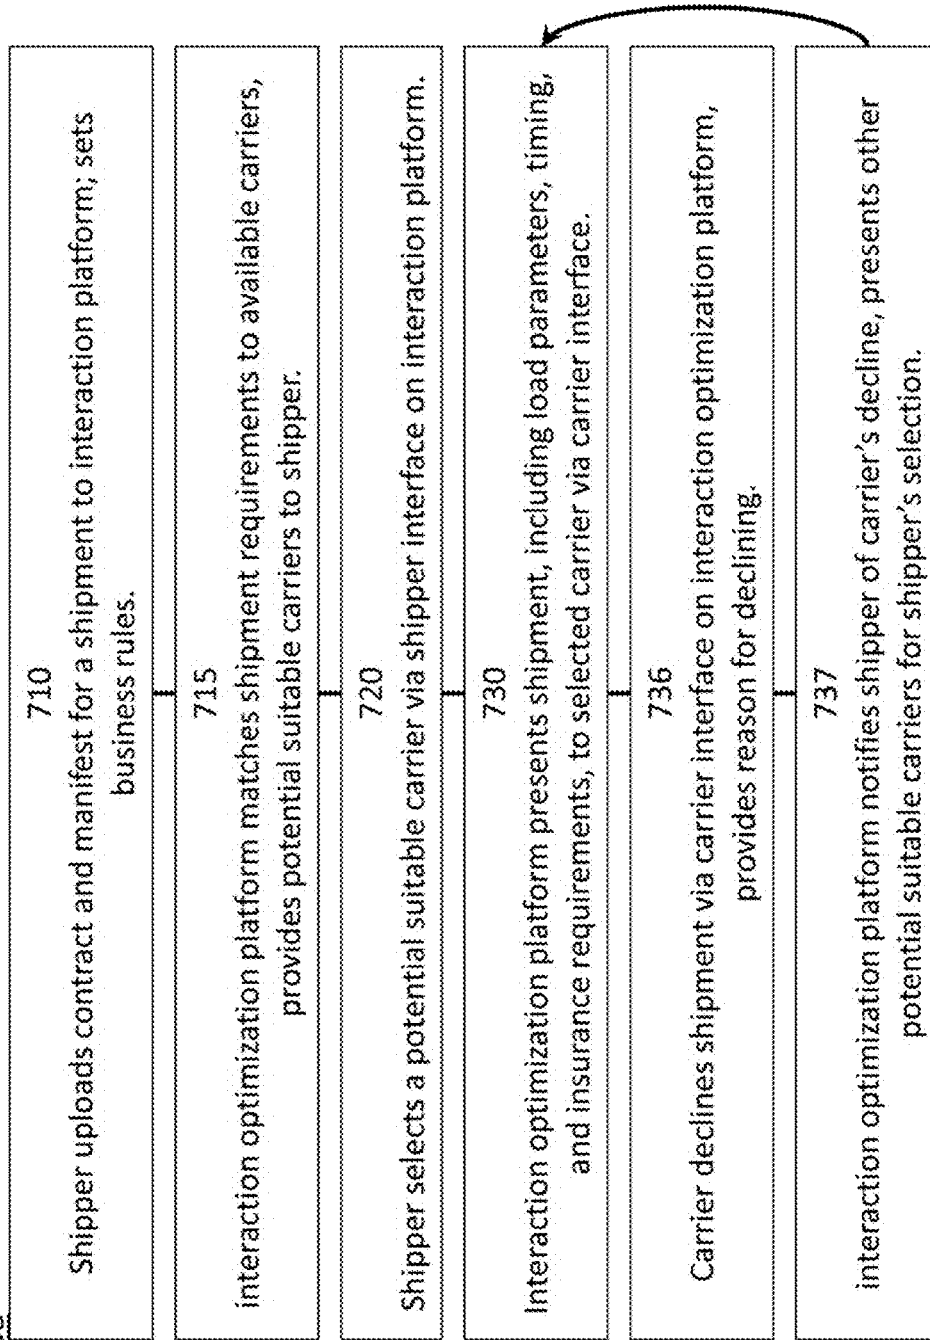 710
Shipper uploads contract and manifest for a shipment to interaction platform; sets
business rules.
715
interaction optimization platform matches shipment requirements to available carriers,
provides potential suitable carriers to shipper.
720
Shipper selects a potential suitable carrier via shipper interface on interaction platform.
730
Interaction optimization platform presents shipment, including load parameters, timing,
and insurance requirements, to selected carrier via carrier interface.
736
Carrier declines shipment via carrier interface on interaction optimization platform,
provides reason for declining.
737
interaction optimization platform notifies shipper of carrier's decline, presents other
potential suitable carriers for shipper's selection.